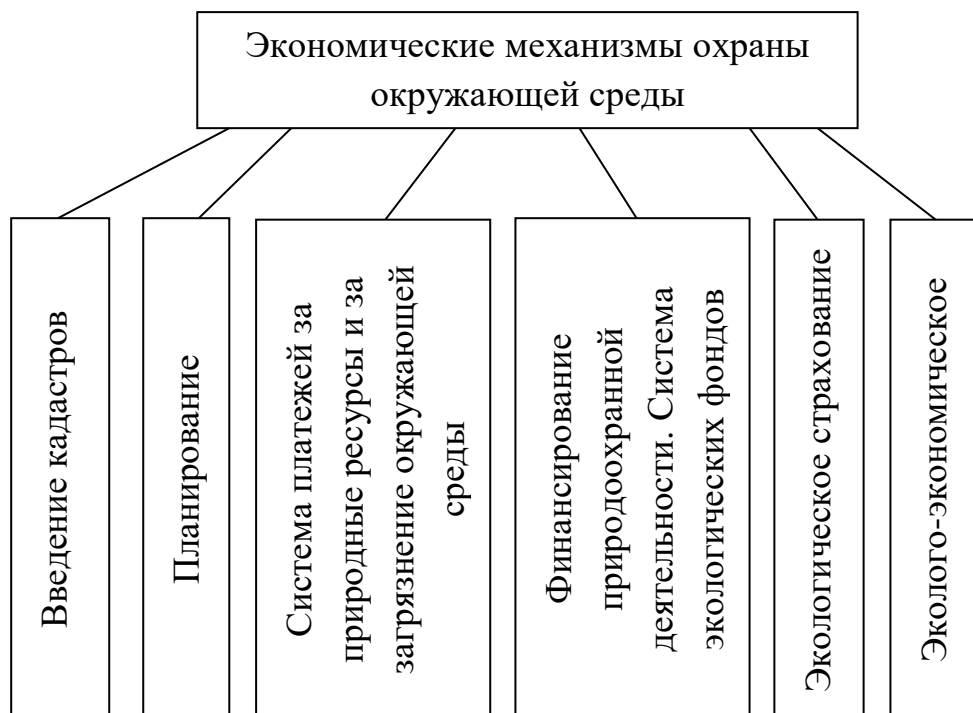 Экономические механизмы охраны
окружающей среды
Введение кадастров
Планирование
Система платежей за
природные ресурсы и за
загрязнение окружающей
среды
Финансирование
природоохранной
деятельности. Система
экологических фондов
Экологическое страхование
Эколого-экономическое